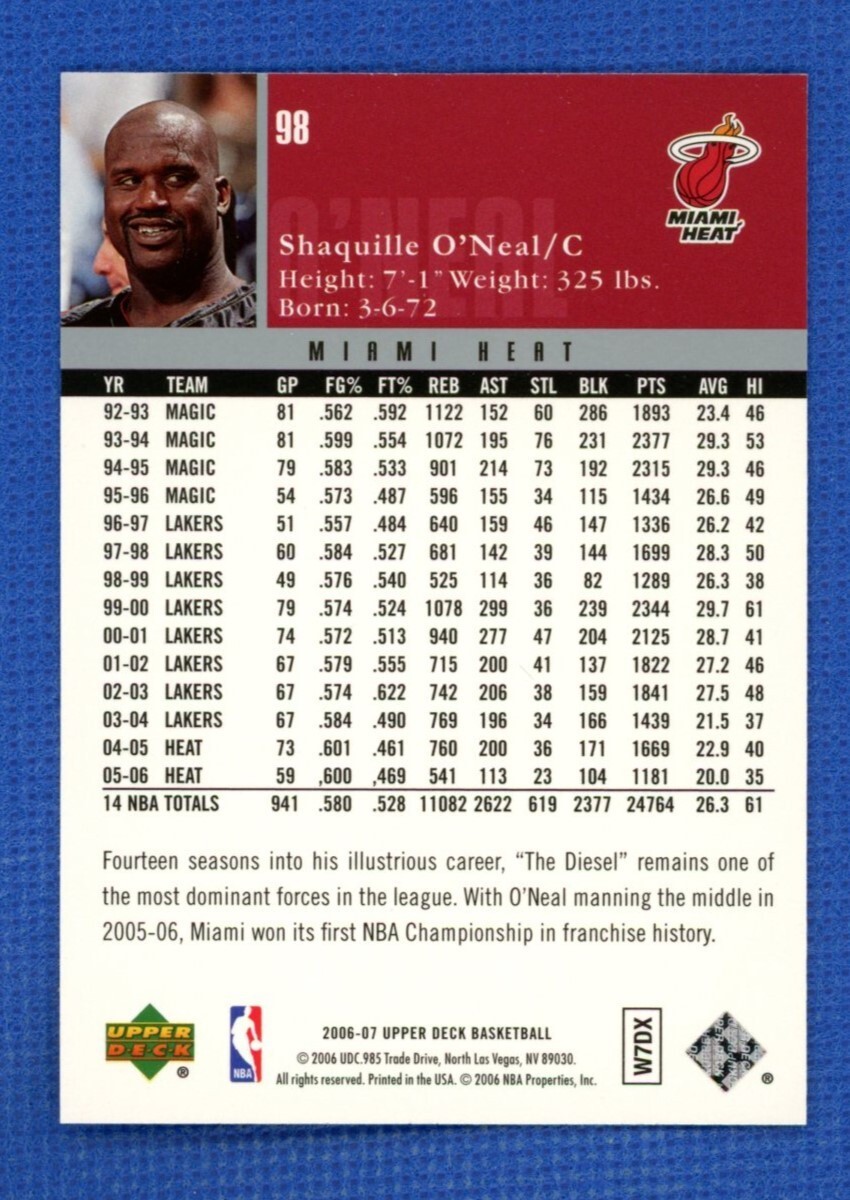 98
O'NEAL
MIAMI
HEAT
Shaquille O'Neal/C
Height: 7'-1" Weight: 325 lbs.
Born: 3-6-72
MIAMI HEAT
YR TEAM GP FG% FT% REB AST STL BLK PTS AVG HI
92-93 MAGIC 81 .562 .592 1122 152 60 286 1893 23.4 46
93-94 MAGIC 81 .599 .554 1072 195 76 231 2377 29.3 53
94-95 MAGIC 79 .583 .533 901 214 73 192 2315 29.3 46
95-96 MAGIC 54 .573 .487 596 155 34 115 1434 26.6 49
96-97 LAKERS 51 .557 .484 640 159 46 147 1336 26.2 42
97-98 LAKERS 60 .584 .527 681 142 39 144 1699 28.3 50
98-99 LAKERS 49 .576 .540 525 114 36 82 1289 26.3 38
99-00 LAKERS 79 .574 .524 1078 299 36 239 2344 29.7 61
00-01 LAKERS 74 .572 .513 940 277 47 204 2125 28.7 41
01-02 LAKERS 67 .579 .555 715 200 41 137 1822 27.2 46
02-03 LAKERS 67 .574 .622 742 206 38 159 1841 27.5 48
03-04 LAKERS 67 .584 .490 769 196 34 166 1439 21.5 37
04-05 HEAT 73 .601 .461 760 200 36 171 1669 22.9 40
05-06 HEAT 59 ,600 ,469 541 113 23 104 1181 20.0 35
14 NBA TOTALS 941 .580 .528 11082 2622 619 2377 24764 26.3 61
Fourteen seasons into his illustrious career, “The Diesel” remains one of
the most dominant forces in the league. With O'Neal manning the middle in
2005-06, Miami won its first NBA Championship in franchise history.
UPPER
D·E·C·K
®
NBA
2006-07 UPPER DECK BASKETBALL
© 2006 UDC.985 Trade Drive, North Las Vegas, NV 89030.
All rights reserved. Printed in the USA. © 2006 NBA Properties, Inc.
W7DX
®